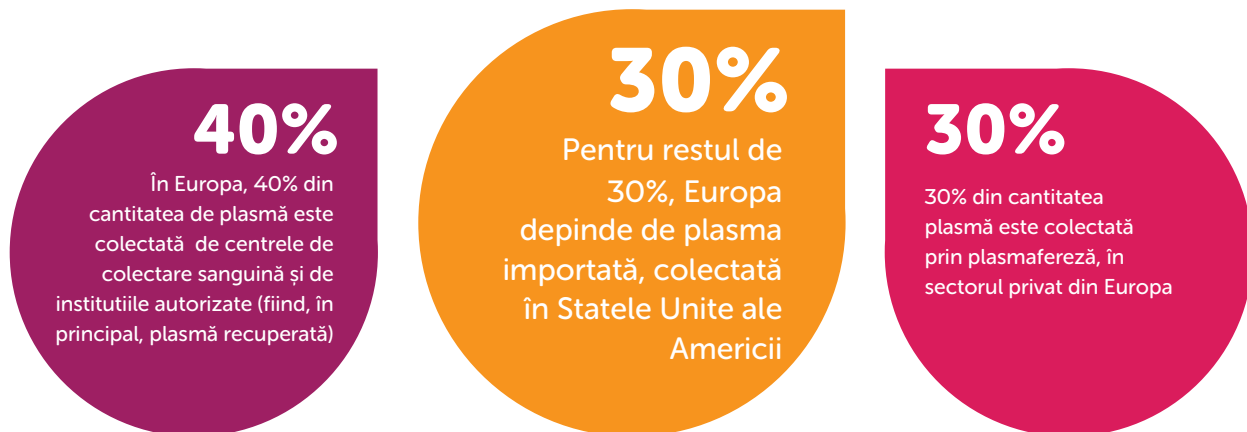 40%
În Europa, 40% din
cantitatea de plasmă este
colectată  de centrele de
colectare sanguină și de
institutiile autorizate (fiind, în
principal, plasmă recuperată)
30%
Pentru restul de
30%, Europa
depinde de plasma
importată, colectată
în Statele Unite ale
Americii
30%
30% din cantitatea
plasmă este colectată
prin plasmafereză, în
sectorul privat din Europa